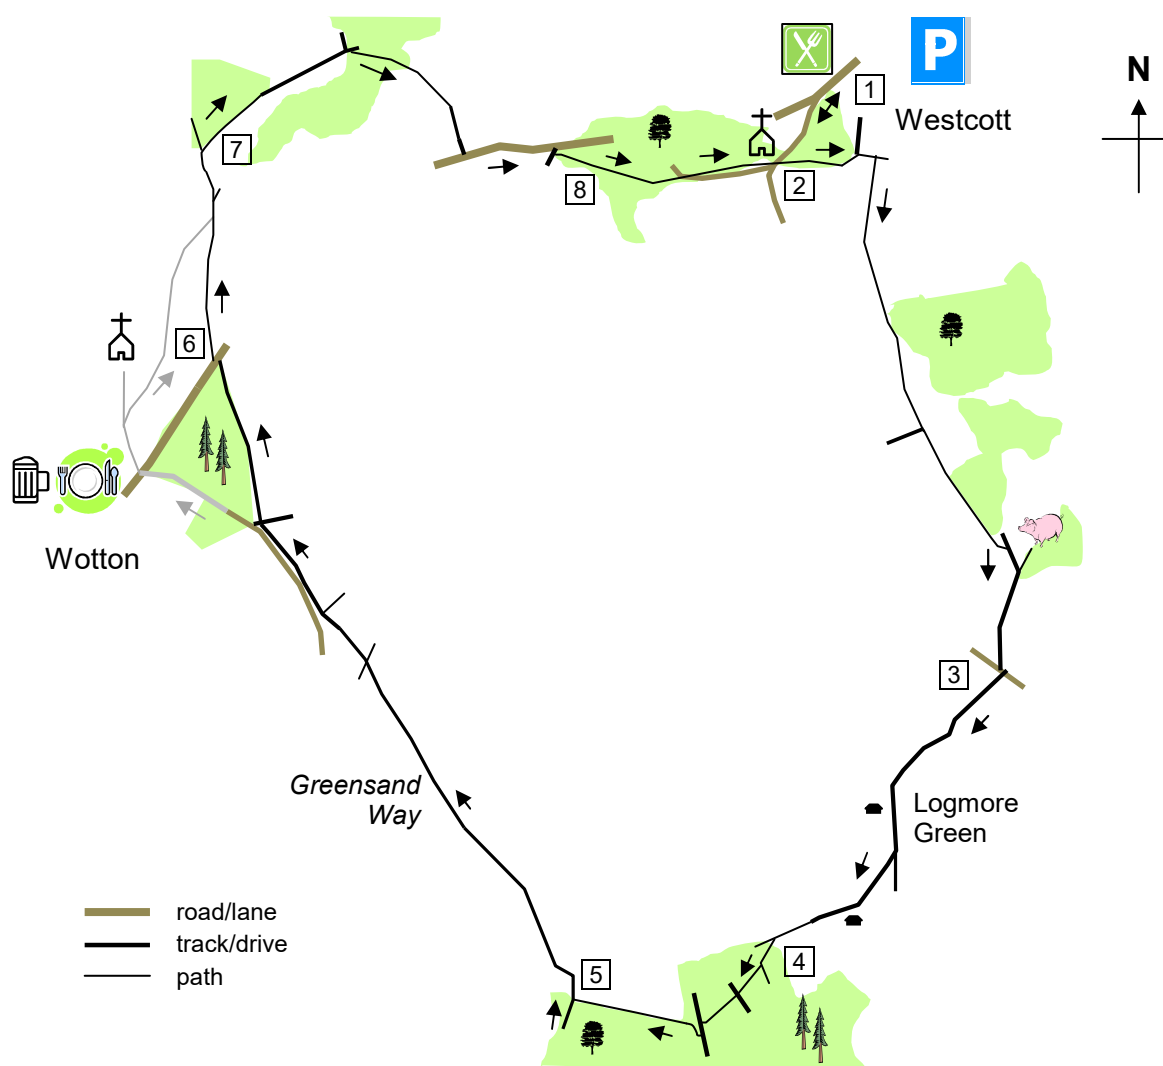 P
N
1
Westcott
7
2
8
6
Wotton
3
Greensand
Way
Logmore
Green
road/lane
track/drive
path
4
5